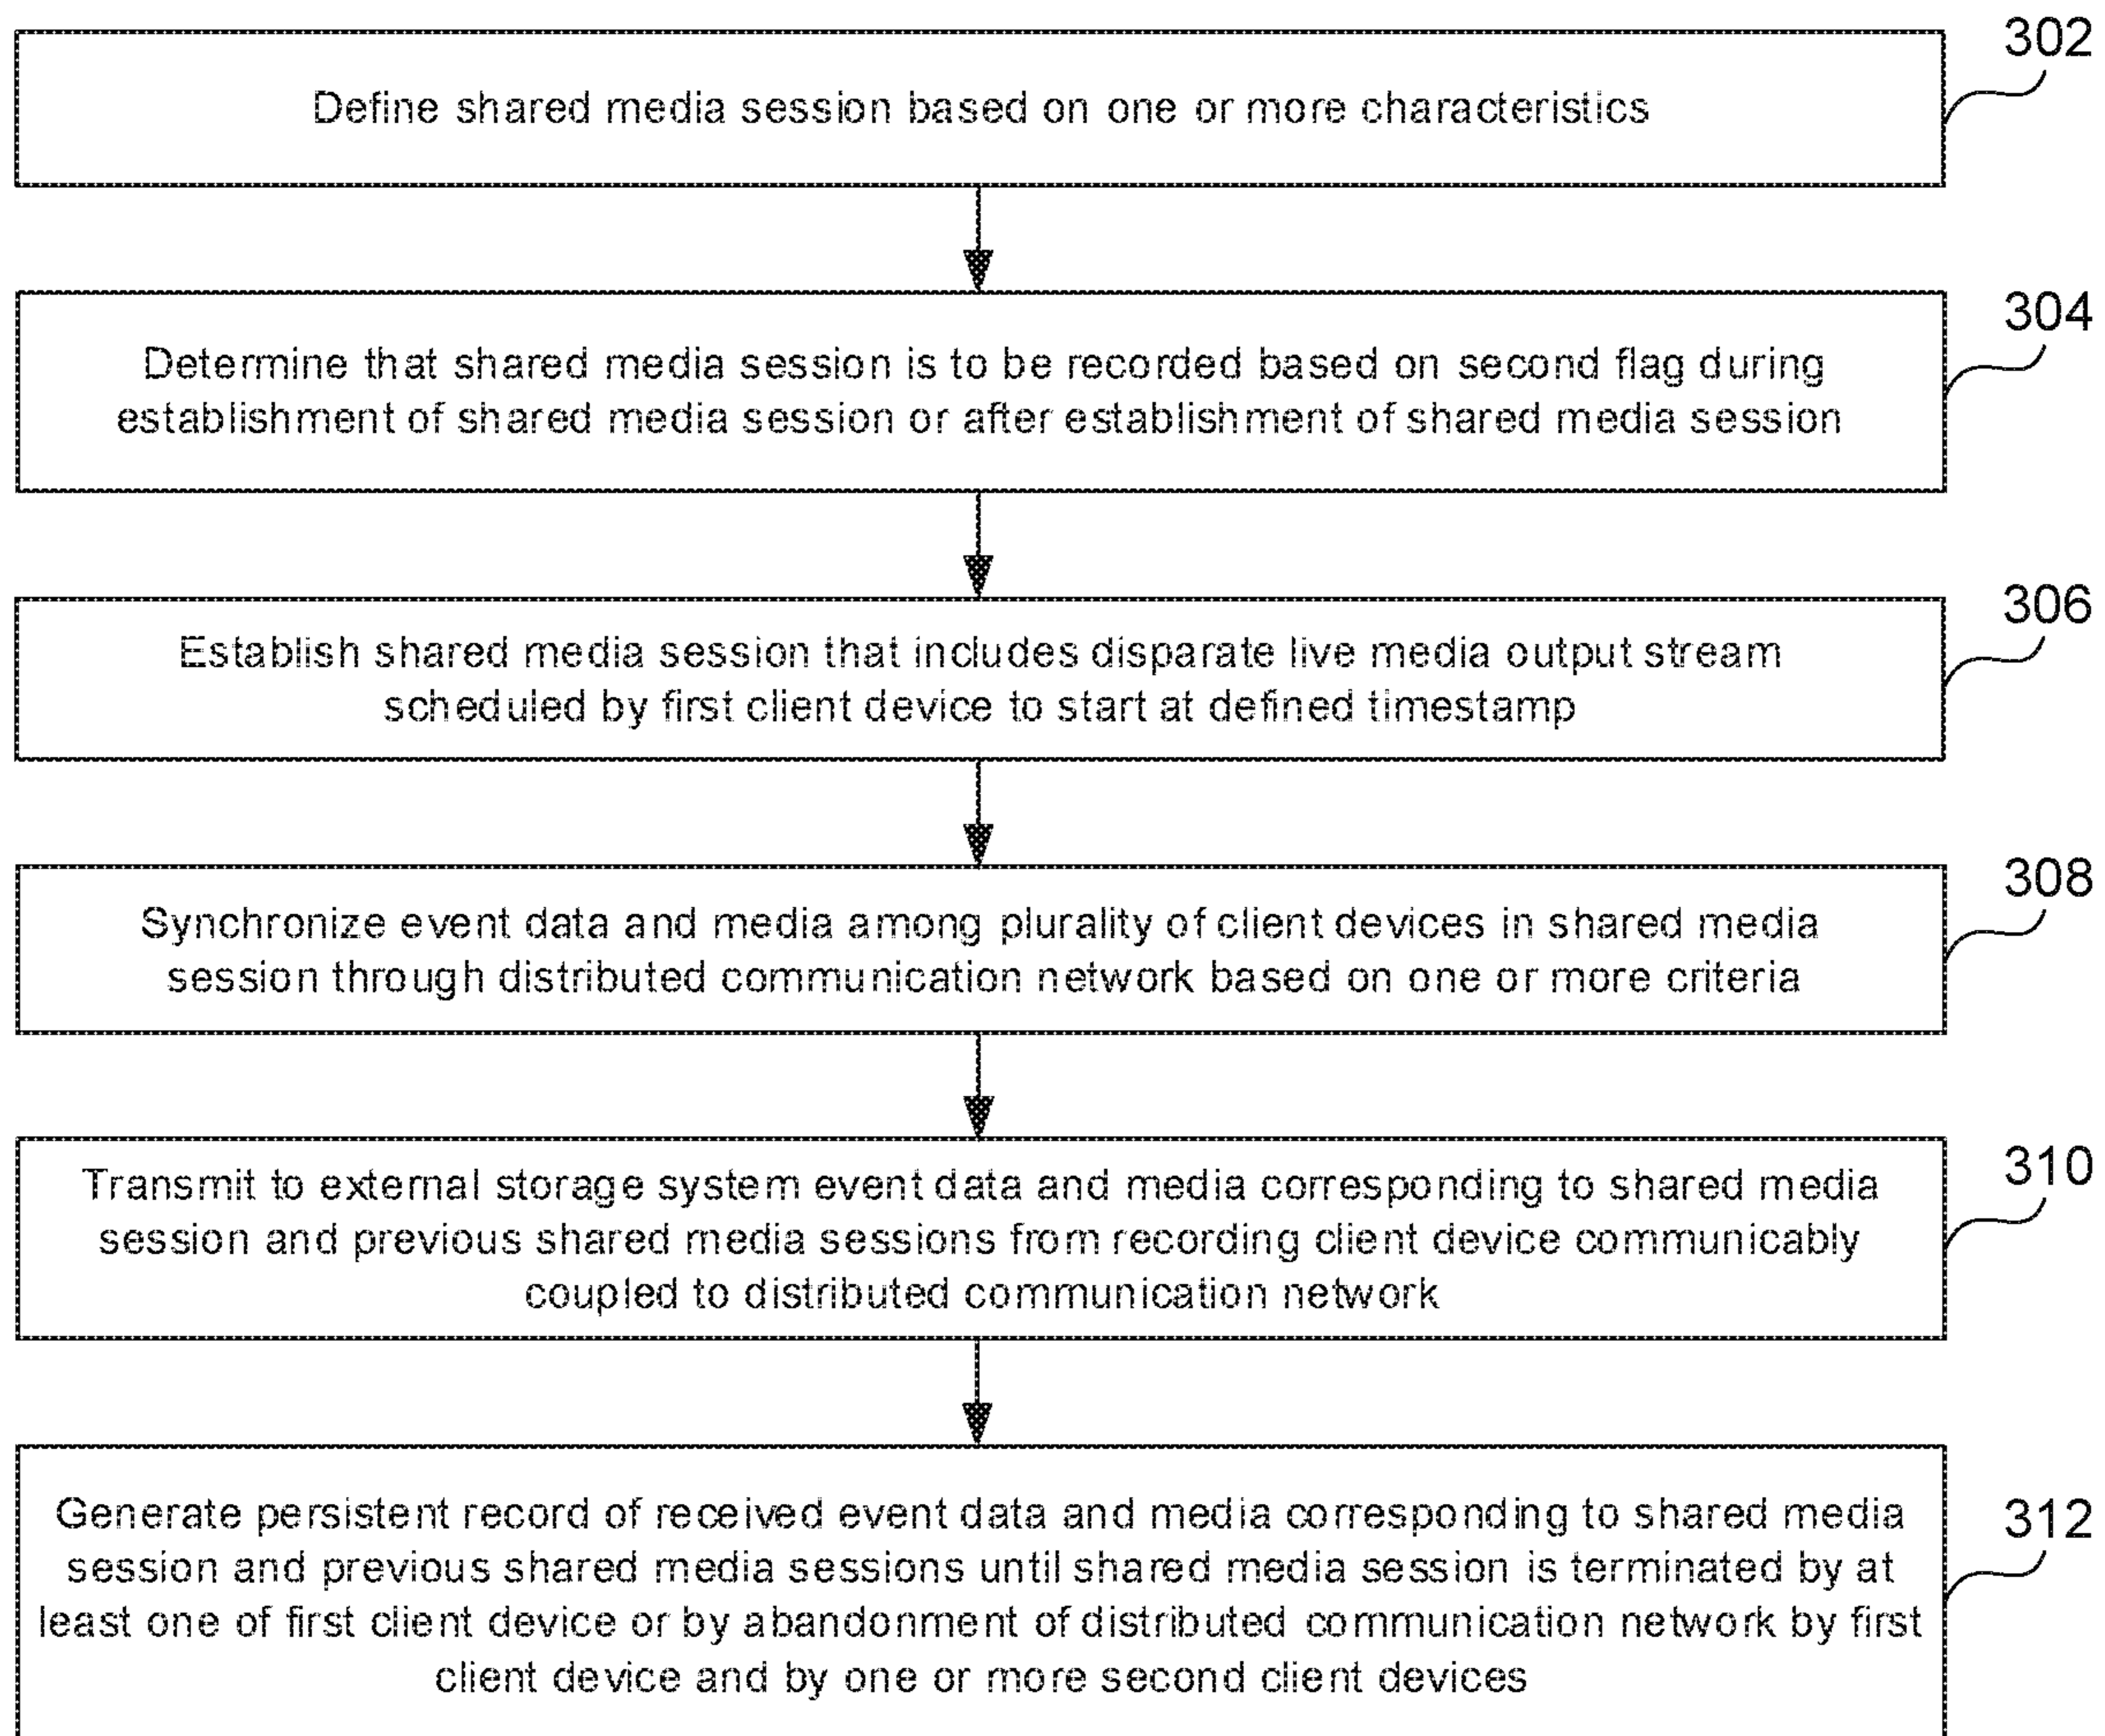 302
Define shared media session based on one or more characteristics
304
Determine that shared media session is to be recorded based on second flag during
establishment of shared media session or after establishment of shared media session
306
Establish shared media session that includes disparate live media output stream
scheduled by first client device to start at defined timestamp
308
Synchronize event data and media among plurality of client devices in shared media
session through distributed communication network based on one or more criteria
310
Transmit to external storage system event data and media corresponding to shared media
session and previous shared media sessions from recording client device communicably
coupled to distributed communication network
312
Generate persistent record of received event data and media corresponding to shared media
session and previous shared media sessions until shared media session is terminated by at
least one of first client device or by abandonment of distributed communication network by first
client device and by one or more second client devices